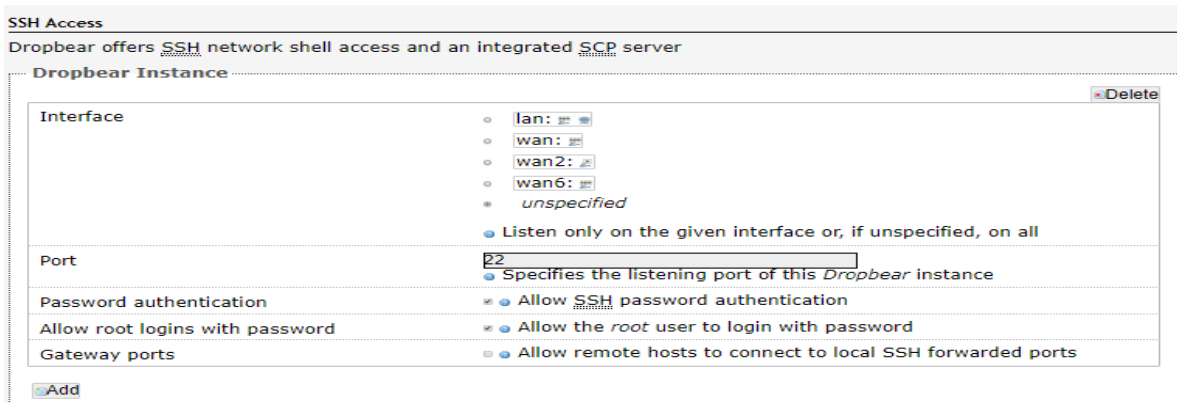 SSH Access
Dropbear offers SSH network shell access and an integrated SCP server
Dropbear Instance
Delete
Interface
lan:
wan:
wan2:
wan6:
unspecified
Listen only on the given interface or, if unspecified, on all
Port
22
Specifies the listening port of this Dropbear instance
Password authentication
Allow SSH password authentication
Allow root logins with password
Allow the root user to login with password
Gateway ports
Allow remote hosts to connect to local SSH forwarded ports
Add